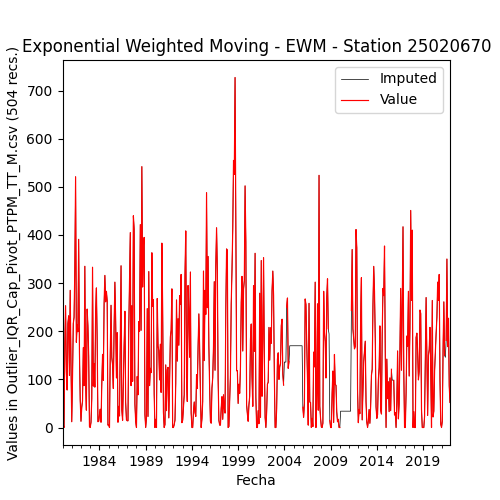 Exponential Weighted Moving - EWM - Station 25020670
Imputed
Value
Values in Outlier_IQR_Cap_Pivot_PTPM_TT_M.csv (504 recs.)
700
600
500
400
300
200
100
0
1984 1989 1994 1999 2004 2009 2014 2019
Fecha